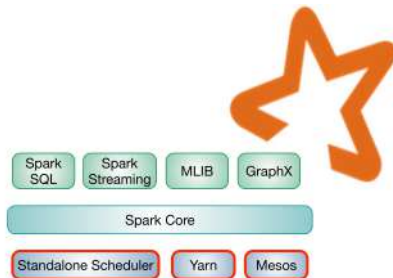 Spark
SQL
Spark
Streaming
MLIB
GraphX
Spark Core
Standalone Scheduler
Yarn
Mesos